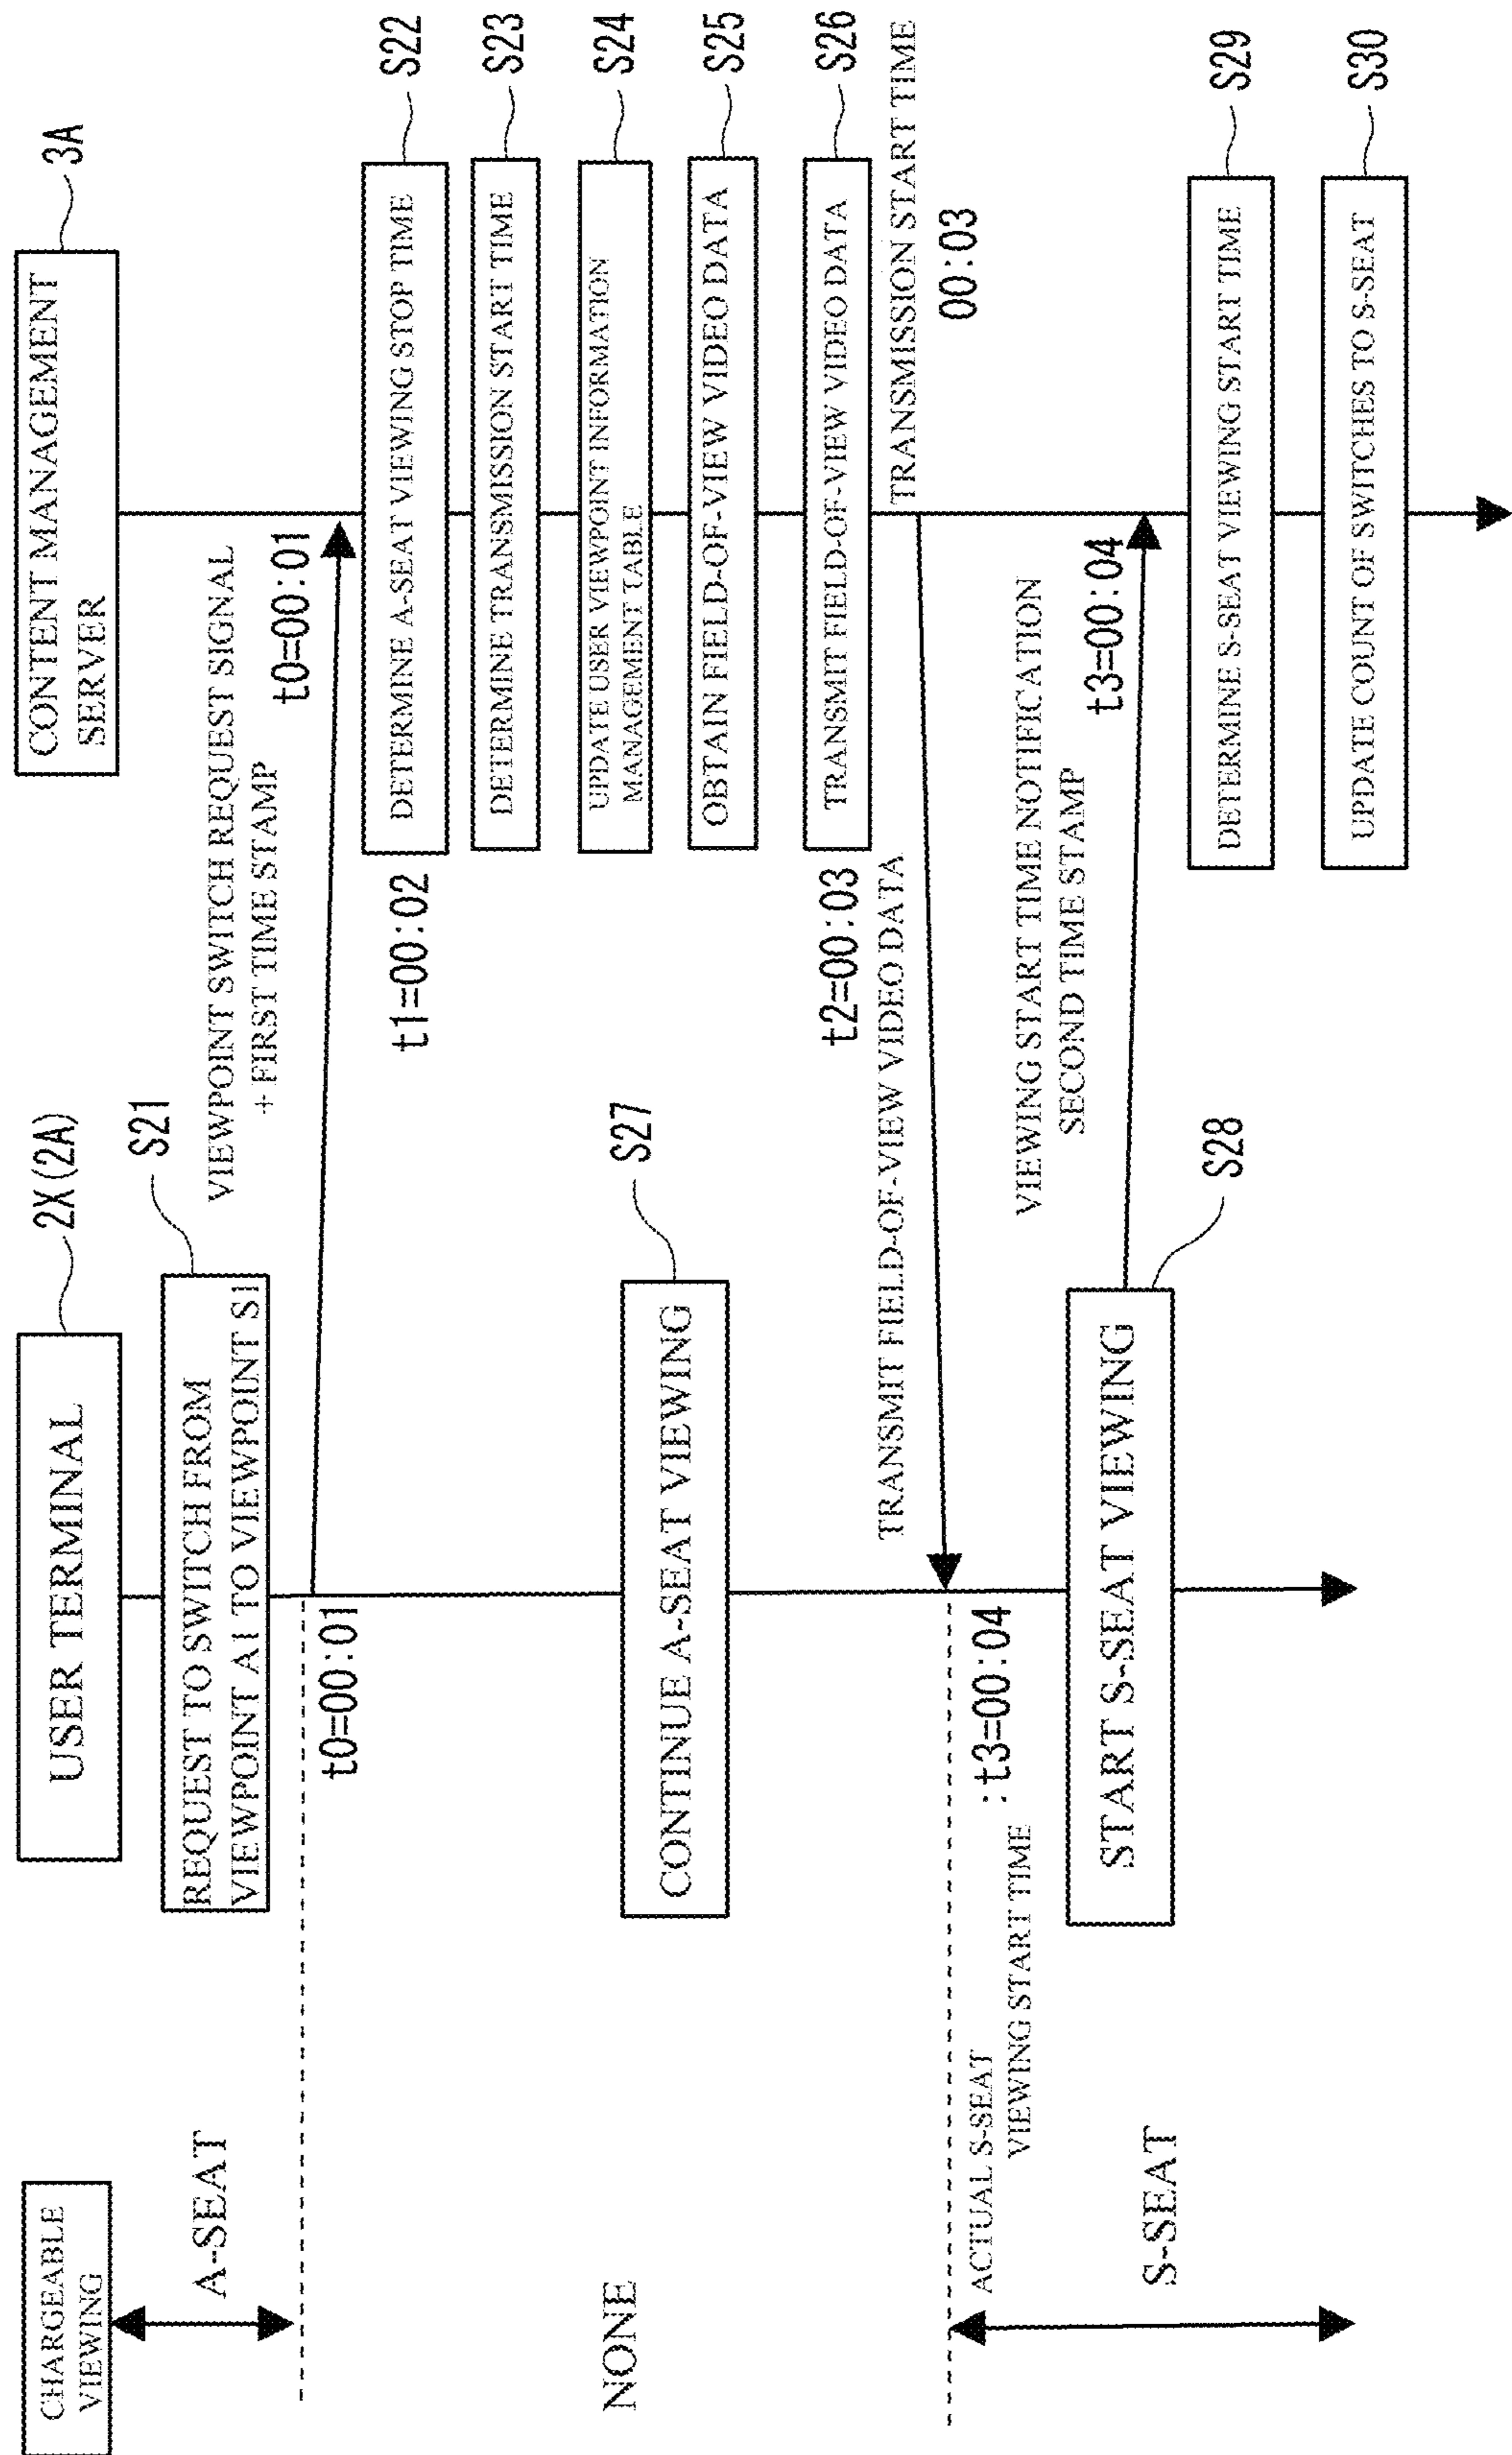 CHARGEABLE
VIEWING
USER TERMINAL
2X(2A)
CONTENT MANAGEMENT
SERVER
3A
A-SEAT
REQUEST TO SWITCH FROM
VIEWPOINT A1 TO VIEWPOINT S1
S21
VIEWPOINT SWITCH REQUEST SIGNAL
+ FIRST TIME STAMP
t0=00:01
t0=00:01
t1=00:02
DETERMINE A-SEAT VIEWING STOP TIME
S22
DETERMINE TRANSMISSION START TIME
S23
NONE
CONTINUE A-SEAT VIEWING
S27
UPDATE USER VIEWPOINT INFORMATION
MANAGEMENT TABLE
S24
OBTAIN FIELD-OF-VIEW VIDEO DATA
S25
t2=00:03
TRANSMIT FIELD-OF-VIEW VIDEO DATA
S26
TRANSMIT FIELD-OF-VIEW VIDEO DATA
TRANSMISSION START TIME
00:03
ACTUAL S-SEAT
VIEWING START TIME
:t3=00:04
VIEWING START TIME NOTIFICATION
SECOND TIME STAMP
t3=00:04
S-SEAT
START S-SEAT VIEWING
S28
DETERMINE S-SEAT VIEWING START TIME
S29
UPDATE COUNT OF SWITCHES TO S-SEAT
S30